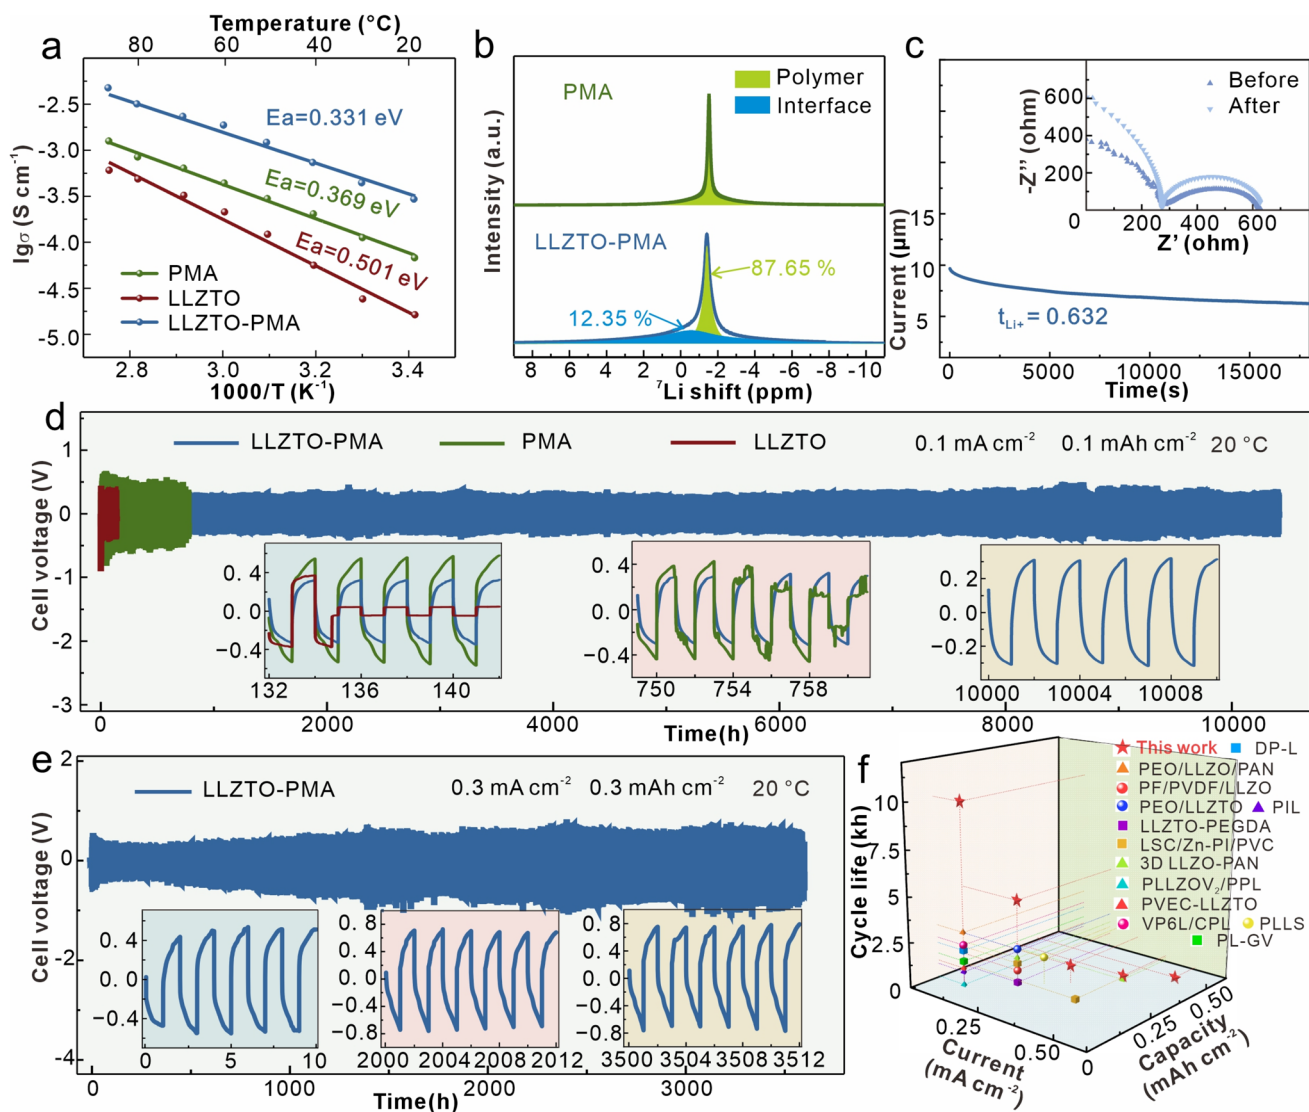 a
Temperature (°C)
80 60 40 20
lgσ (S cm⁻¹)
-2.5
-3.0
-3.5
-4.0
-4.5
-5.0
Ea=0.331 eV
Ea=0.369 eV
Ea=0.501 eV
PMA
LLZTO
LLZTO-PMA
2.8 3.0 3.2 3.4
1000/T (K⁻¹)
b
Intensity (a.u.)
PMA
Polymer
Interface
LLZTO-PMA
87.65 %
12.35 %
8 6 4 2 0 -2 -4 -6 -8 -10
⁷Li shift (ppm)
c
Current (µm)
15
10
5
t Li+ = 0.632
0 5000 10000 15000
Time(s)
-Z’’ (ohm)
600
400
200
0 200 400 600
Z’ (ohm)
Before
After
d
Cell voltage (V)
1
0
-1
-2
-3
LLZTO-PMA PMA LLZTO 0.1 mA cm⁻² 0.1 mAh cm⁻² 20 °C
0.4
0.0
−0.4
132 136 140
0.4
0.0
−0.4
750 754 758
0.2
0.0
−0.2
10000 10004 10008
0 2000 4000 6000 8000 10000
Time(h)
e
Cell voltage (V)
2
0
-2
-4
LLZTO-PMA 0.3 mA cm⁻² 0.3 mAh cm⁻² 20 °C
0.4
0.0
−0.4
0 5 10
0.8
0.4
0.0
−0.4
−0.8
2000 2004 2008 2012
0.8
0.4
0.0
−0.4
−0.8
3500 3504 3508 3512
0 1000 2000 3000
Time(h)
f
Cycle life (kh)
10
7.5
5
2.5
0
This work DP-L
PEO/LLZO/PAN
PF/PVDF/LLZO
PEO/LLZTO PIL
LLZTO-PEGDA
LSC/Zn-PI/PVC
3D LLZO-PAN
PLLZOV₂/PPL
PVEC-LLZTO
VP6L/CPL PLLS
PL-GV
0.25
0.50
Current
(mA cm⁻²)
0
0.25
0.50
Capacity
(mAh cm⁻²)